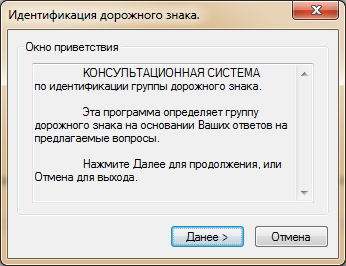 Идентификация дорожного знака.
Окно приветствия
КОНСУЛЬТАЦИОННАЯ СИСТЕМА
по идентификации группы дорожного знака.
Эта программа определяет группу
дорожного знака на основании Ваших ответов на
предлагаемые вопросы.
Нажмите Далее для продолжения, или
Отмена для выхода.
Данее >
Отмена